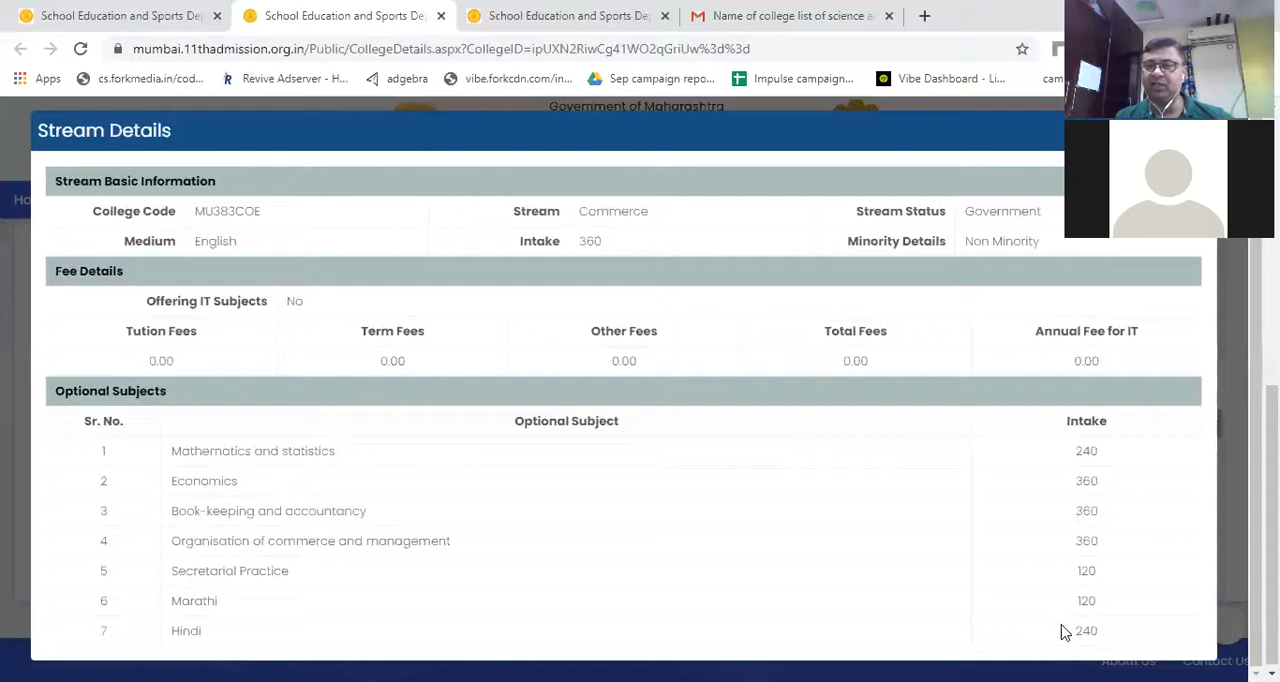 School Education and Sports De
School Education and Sports De
School Education and Sports De
Name of college list of science a
mumbai.11thadmission.org.in/Public/CollegeDetails.aspx?CollegeID=ipUXN2RiwCg41WO2qGriUw%3d%3d
Apps
cs.forkmedia.in/cod...
Revive Adserver - H...
adgebra
vibe.forkcdn.com/in...
Sep campaign repo...
Impulse campaign...
Vibe Dashboard - Li...
cam
Government of Maharashtra
Stream Details
Ho
Stream Basic Information
College Code MU383COE Stream Commerce Stream Status Government
Medium English Intake 360 Minority Details Non Minority
Fee Details
Offering IT Subjects No
Tution Fees Term Fees Other Fees Total Fees Annual Fee for IT
0.00 0.00 0.00 0.00 0.00
Optional Subjects
Sr. No. Optional Subject Intake
1 Mathematics and statistics 240
2 Economics 360
3 Book-keeping and accountancy 360
4 Organisation of commerce and management 360
5 Secretarial Practice 120
6 Marathi 120
7 Hindi 240
About Us Contact Us